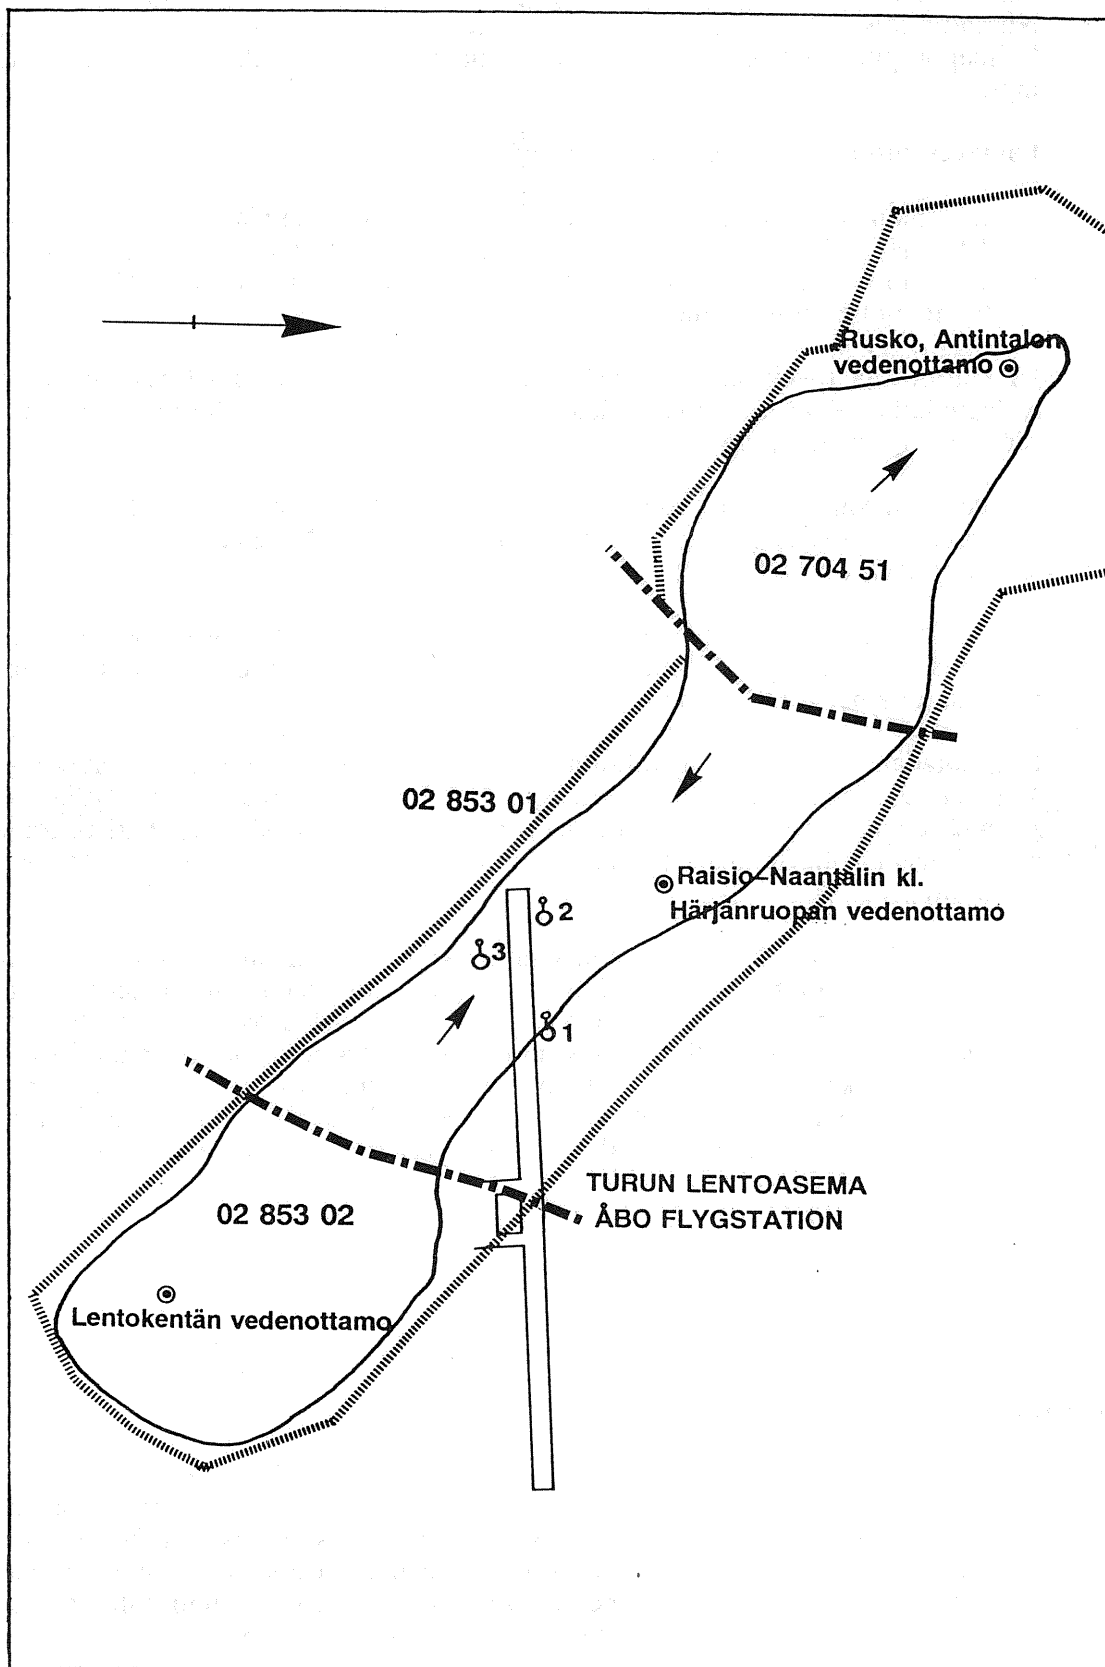 Rusko, Antintalon
vedenottamo
02 704 51
02 853 01
Raisio–Naantalin kl.
Härjänruopan vedenottamo
2
3
1
TURUN LENTOASEMA
ÅBO FLYGSTATION
02 853 02
Lentokentän vedenottamo